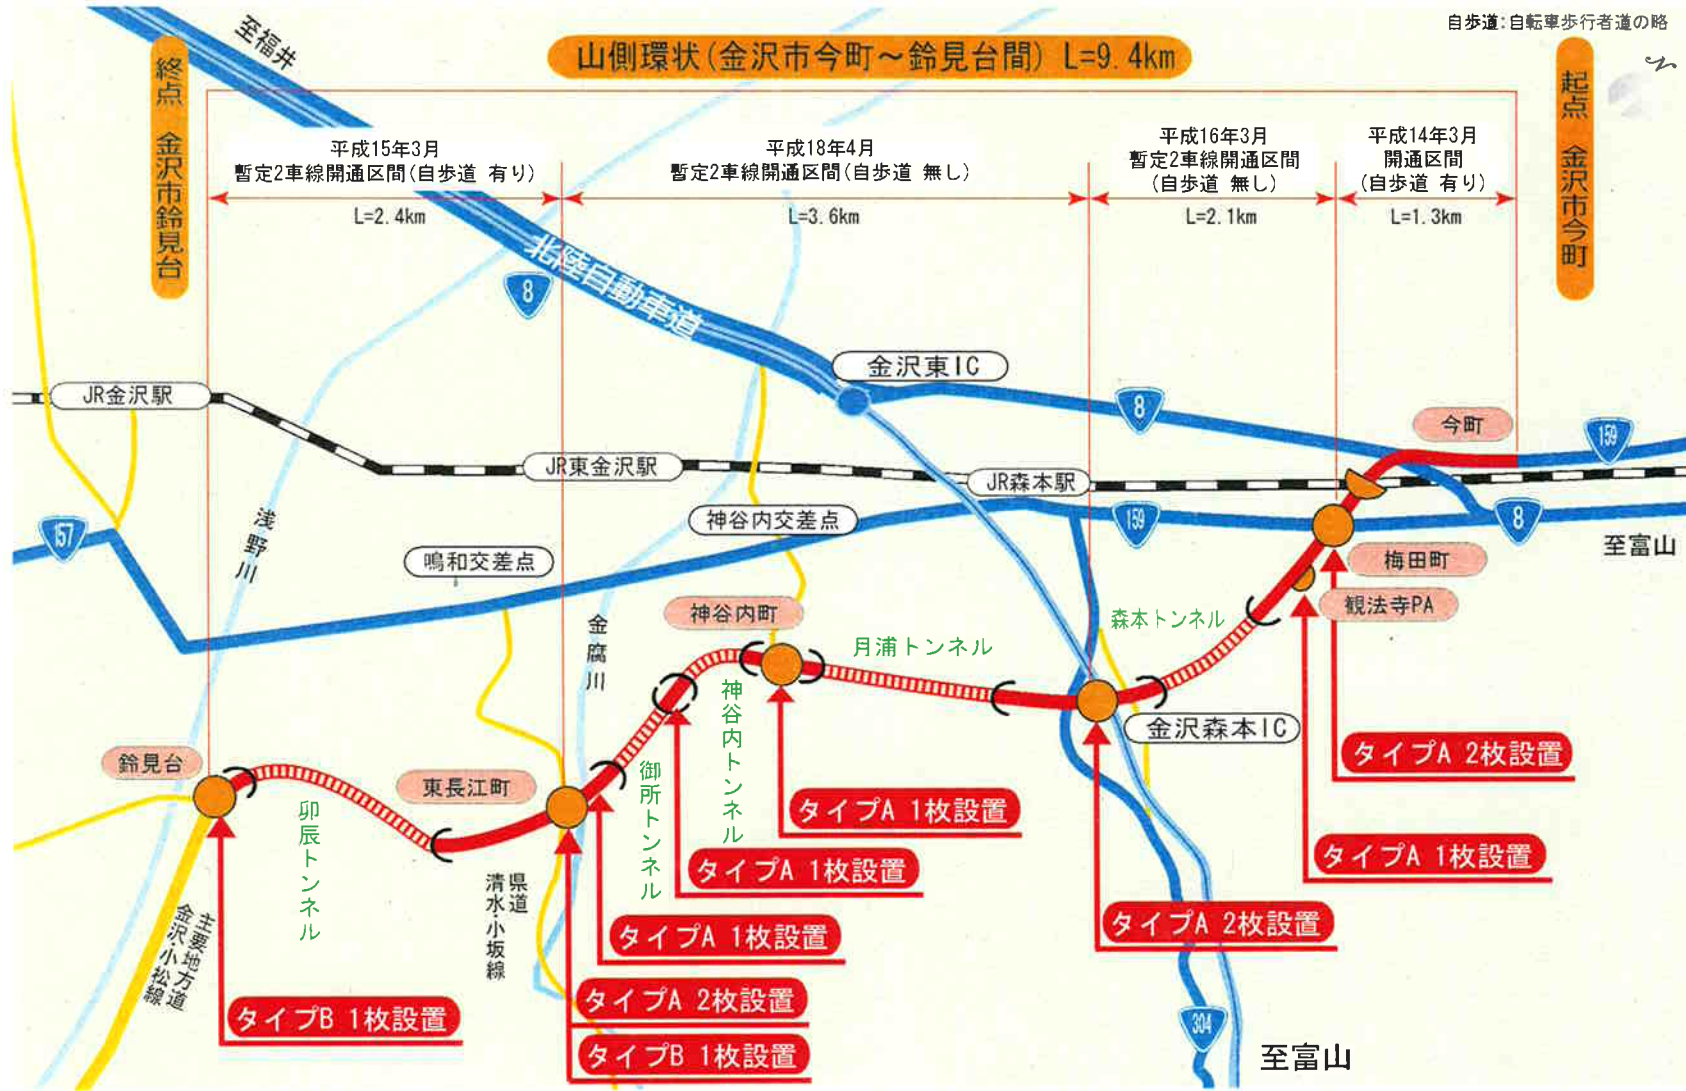 自歩道:自転車歩行者道の略
山側環状(金沢市今町～鈴見台間) L=9.4km
至福井
終点 金沢市鈴見台
起点 金沢市今町
平成15年3月
暫定2車線開通区間(自歩道 有り)
L=2.4km
平成18年4月
暫定2車線開通区間(自歩道 無し)
L=3.6km
平成16年3月
暫定2車線開通区間
(自歩道 無し)
L=2.1km
平成14年3月
開通区間
(自歩道 有り)
L=1.3km
北陸自動車道
8
金沢東IC
8
今町
159
JR金沢駅
JR東金沢駅
JR森本駅
157
浅野川
鳴和交差点
神谷内交差点
159
8
至富山
梅田町
観法寺PA
金腐川
神谷内町
月浦トンネル
森本トンネル
神谷内トンネル
御所トンネル
金沢森本IC
鈴見台
卯辰トンネル
東長江町
タイプA 2枚設置
タイプA 1枚設置
タイプA 1枚設置
タイプA 1枚設置
タイプA 2枚設置
タイプA 1枚設置
県道
清水・小坂線
主要地方道
金沢・小松線
タイプB 1枚設置
タイプA 2枚設置
タイプB 1枚設置
304
至富山